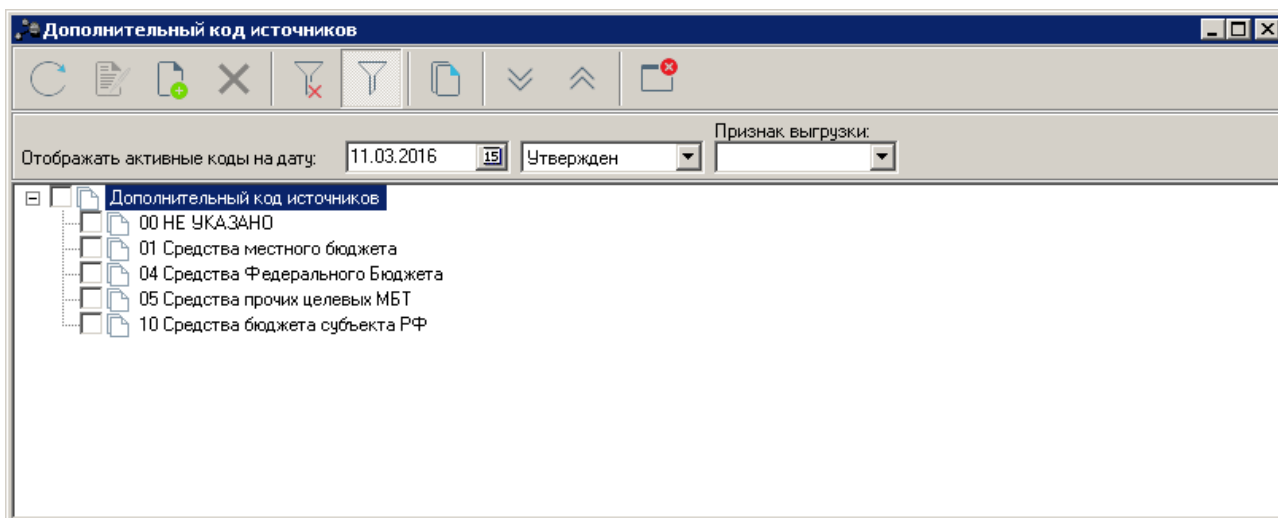 Дополнительный код источников
Признак выгрузки:
Отображать активные коды на дату: 11.03.2016 15 Утвержден
Дополнительный код источников
00 НЕ УКАЗАНО
01 Средства местного бюджета
04 Средства Федерального Бюджета
05 Средства прочих целевых МБТ
10 Средства бюджета субъекта РФ